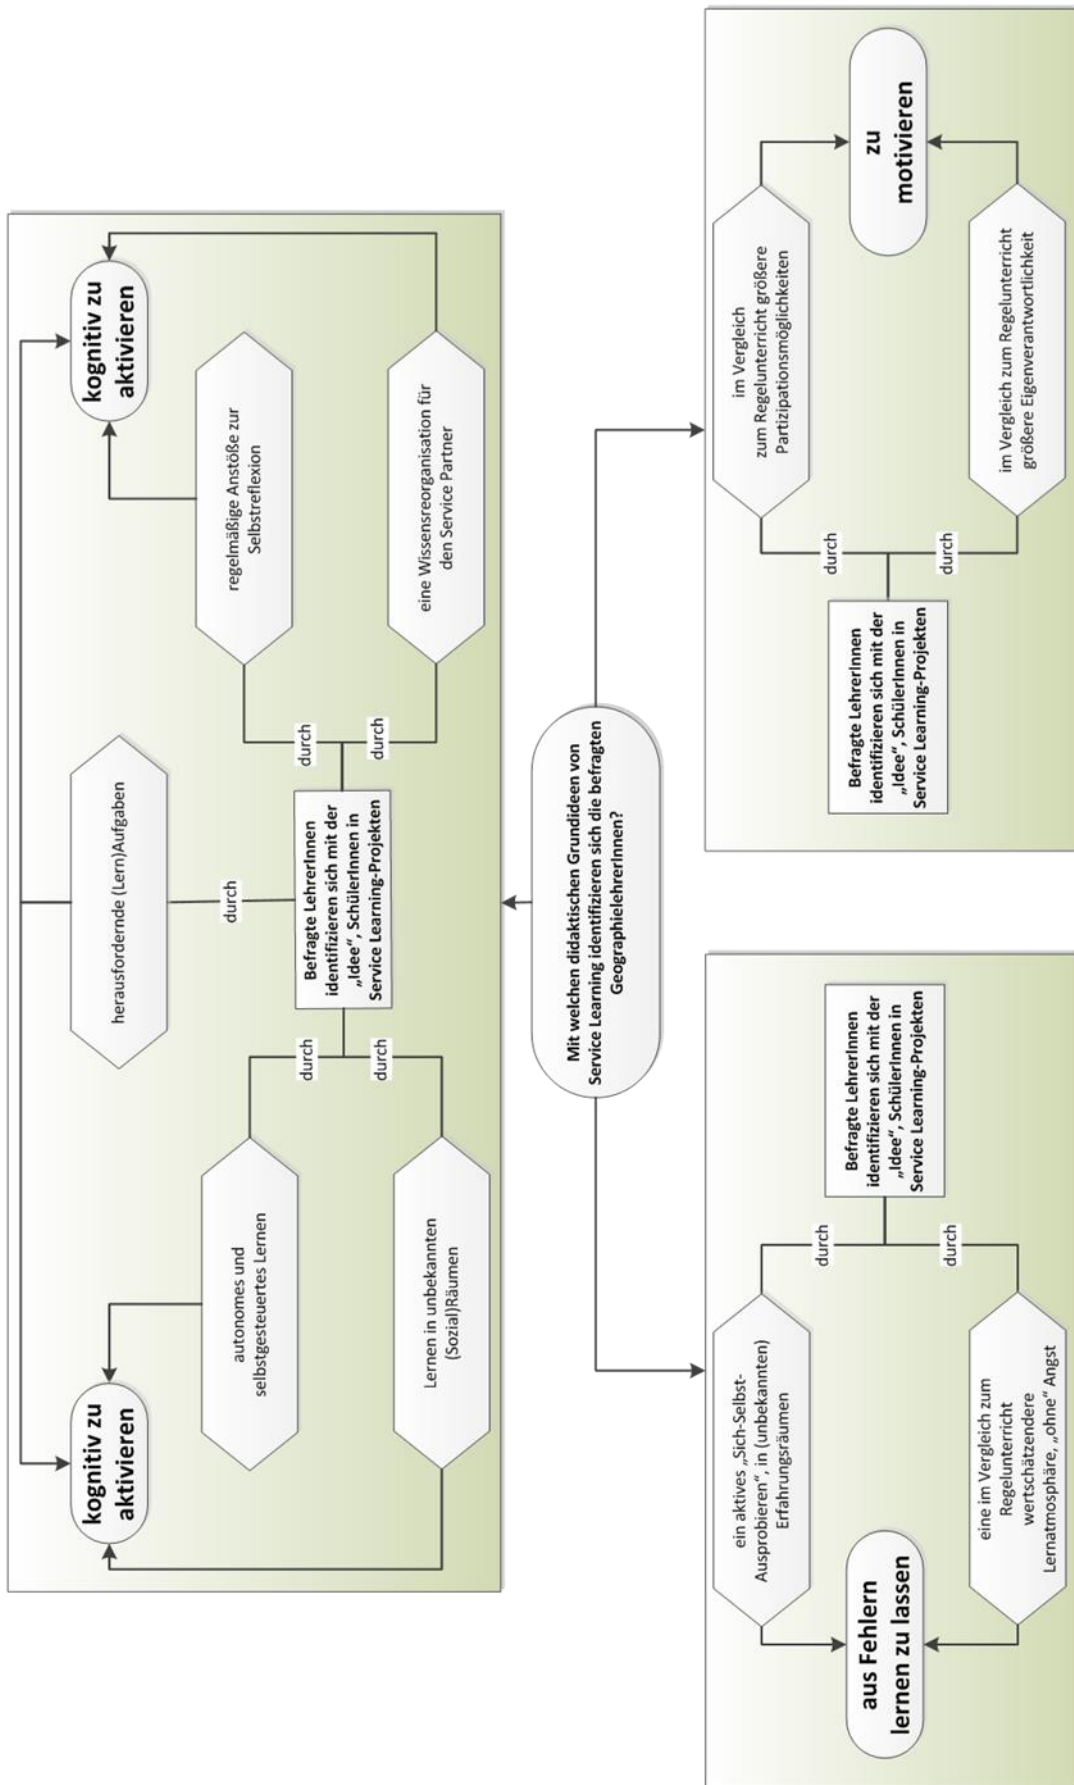 kognitiv zu
aktivieren
herausfordernde (Lern)Aufgaben
kognitiv zu
aktivieren
autonomes und
selbstgesteuertes Lernen
durch
regelmäßige Anstöße zur
Selbstreflexion
durch
durch
Befragte LehrerInnen
identifizieren sich mit der
„Idee“, SchülerInnen in
Service Learning-Projekten
durch
durch
Lernen in unbekannten
(Sozial)Räumen
eine Wissensreorganisation für
den Service Partner
Mit welchen didaktischen Grundideen von
Service Learning identifizieren sich die befragten
GeographielehrerInnen?
ein aktives „Sich-Selbst-
Ausprobieren“, in (unbekannten)
Erfahrungsräumen
durch
aus Fehlern
lernen zu lassen
Befragte LehrerInnen
identifizieren sich mit der
„Idee“, SchülerInnen in
Service Learning-Projekten
durch
eine im Vergleich zum
Regelunterricht
wertschätzendere
Lernatmosphäre, „ohne“ Angst
im Vergleich
zum Regelunterricht größere
Partizipationsmöglichkeiten
durch
Befragte LehrerInnen
identifizieren sich mit der
„Idee“, SchülerInnen in
Service Learning-Projekten
zu
motivieren
durch
im Vergleich zum Regelunterricht
größere Eigenverantwortlichkeit